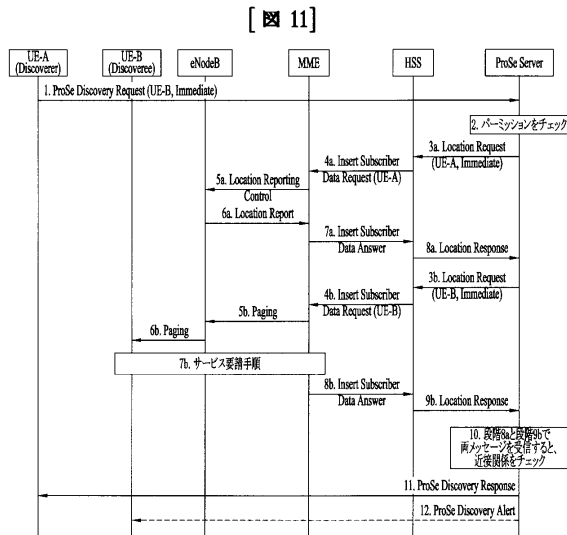 [図 11]
UE-A
(Discoverer)
UE-B
(Discoveree)
eNodeB
MME
HSS
ProSe Server
1. ProSe Discovery Request (UE-B, Immediate)
2. パーミッションをチェック
3a. Location Request
(UE-A, Immediate)
4a. Insert Subscriber
Data Request (UE-A)
5a. Location Reporting
Control
6a. Location Report
7a. Insert Subscriber
Data Answer
8a. Location Response
3b. Location Request
(UE-B, Immediate)
4b. Insert Subscriber
Data Request (UE-B)
5b. Paging
6b. Paging
7b. サービス要請手順
8b. Insert Subscriber
Data Answer
9b. Location Response
10. 段階8aと段階9bで
両メッセージを受信すると、
近接関係をチェック
11. ProSe Discovery Response
12. ProSe Discovery Alert